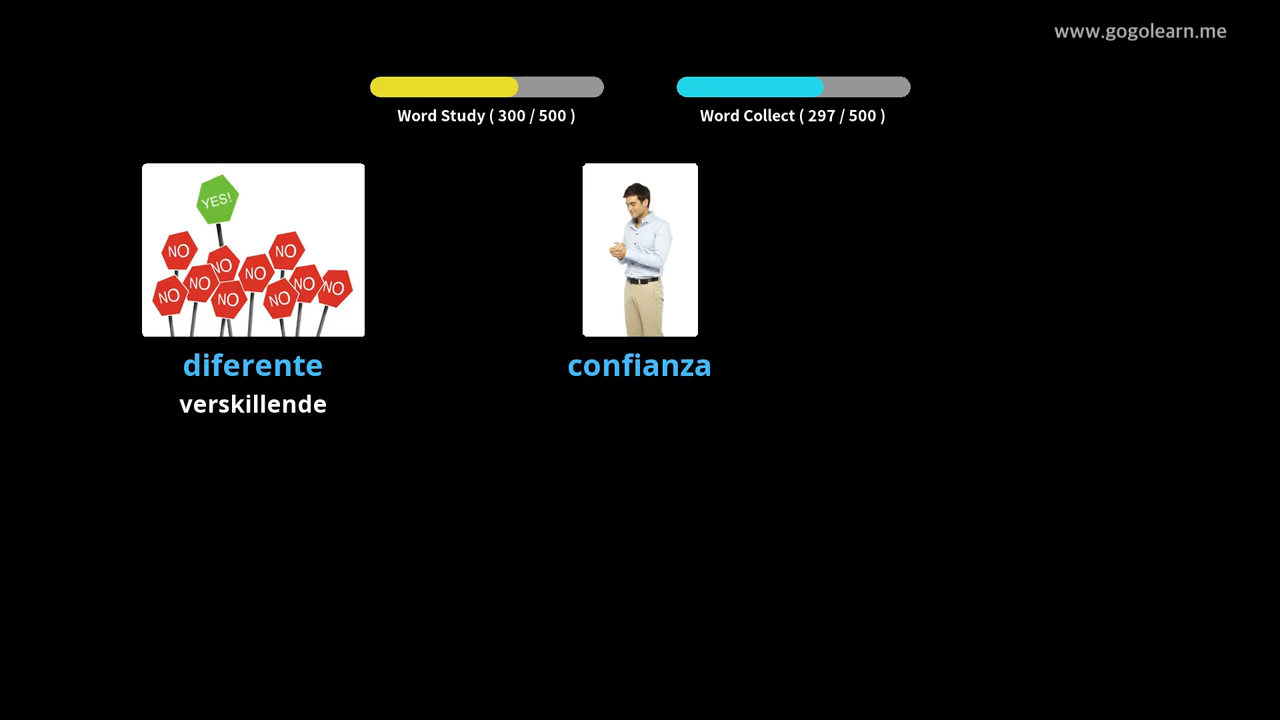 www.gogolearn.me
Word Study ( 300 / 500 )
Word Collect ( 297 / 500 )
YES!
NO
NO
NO
NO
NO
NO
NO
NO
NO
NO
diferente
verskillende
confianza